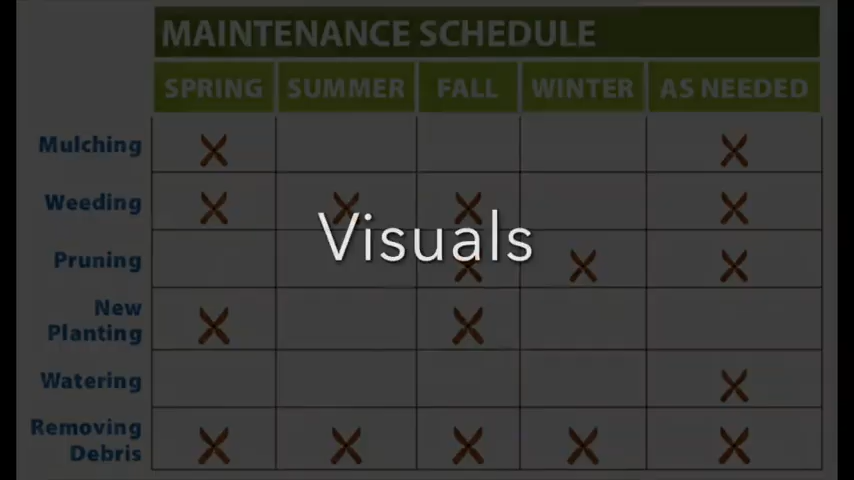 MAINTENANCE SCHEDULE
SPRING SUMMER FALL WINTER AS NEEDED
Mulching
Weeding
Visuals
Pruning
New
Planting
Watering
Removing
Debris